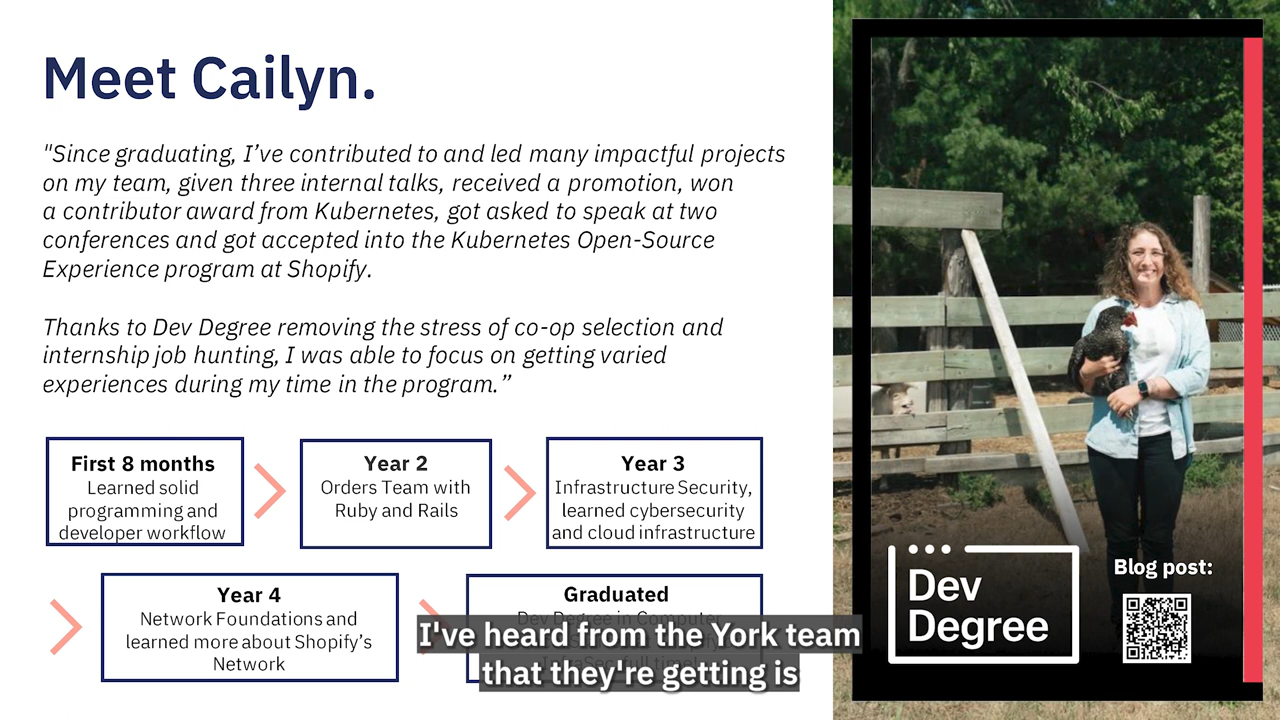 Meet Cailyn.
"Since graduating, I’ve contributed to and led many impactful projects
on my team, given three internal talks, received a promotion, won
a contributor award from Kubernetes, got asked to speak at two
conferences and got accepted into the Kubernetes Open-Source
Experience program at Shopify.
Thanks to Dev Degree removing the stress of co-op selection and
internship job hunting, I was able to focus on getting varied
experiences during my time in the program.”
First 8 months
Learned solid
programming and
developer workflow
Year 2
Orders Team with
Ruby and Rails
Year 3
Infrastructure Security,
learned cybersecurity
and cloud infrastructure
Year 4
Network Foundations and
learned more about Shopify’s
Network
Graduated
Dev Degree in Computer
I've heard from the York team
that they're getting is
Dev
Degree
Blog post: